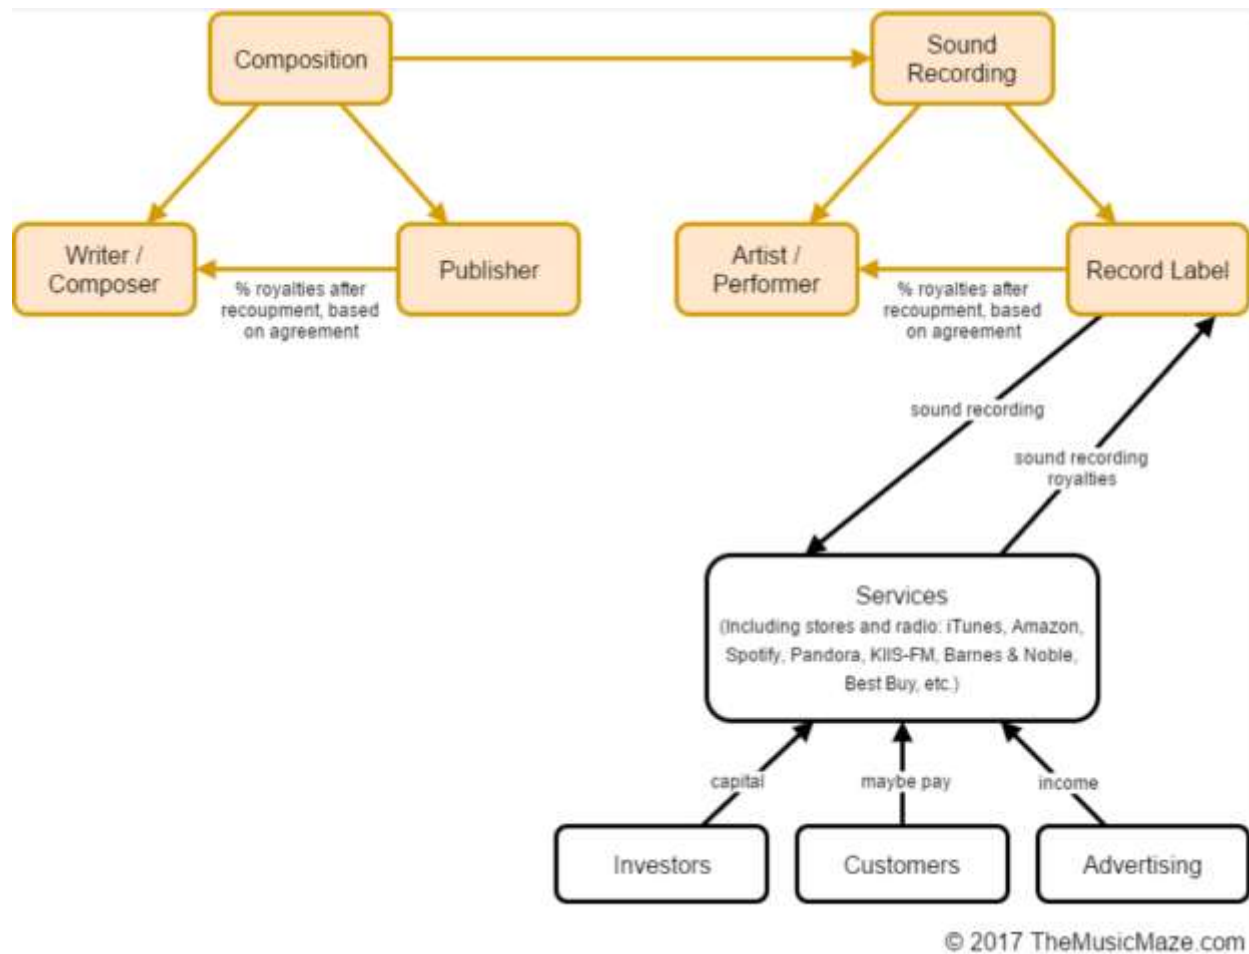 Composition
Sound
Recording
Writer /
Composer
Publisher
Artist /
Performer
Record Label
% royalties after
recoupment, based
on agreement
% royalties after
recoupment, based
on agreement
sound recording
sound recording
royalties
Services
(Including stores and radio: iTunes, Amazon,
Spotify, Pandora, KIIS-FM, Barnes & Noble,
Best Buy, etc.)
capital
maybe pay
income
Investors
Customers
Advertising
© 2017 TheMusicMaze.com